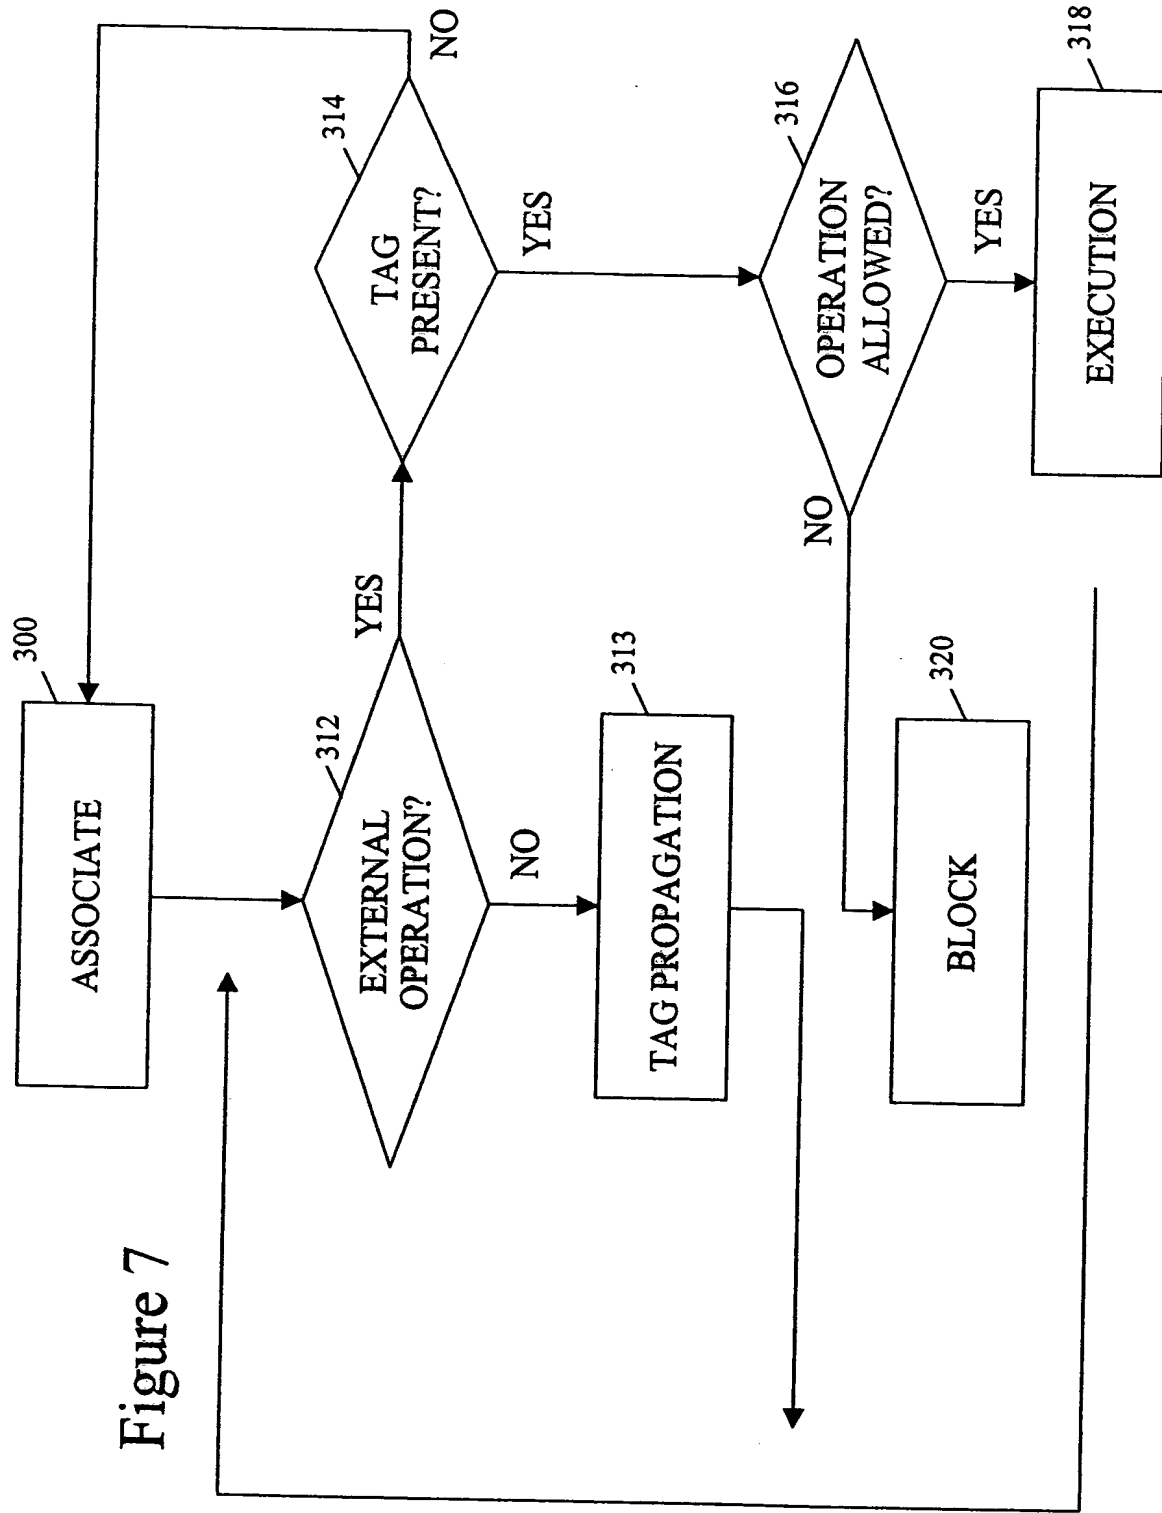 Figure 7
300
ASSOCIATE
312
EXTERNAL
OPERATION?
YES
NO
314
TAG
PRESENT?
NO
YES
313
TAG PROPAGATION
316
OPERATION
ALLOWED?
NO
YES
320
BLOCK
318
EXECUTION